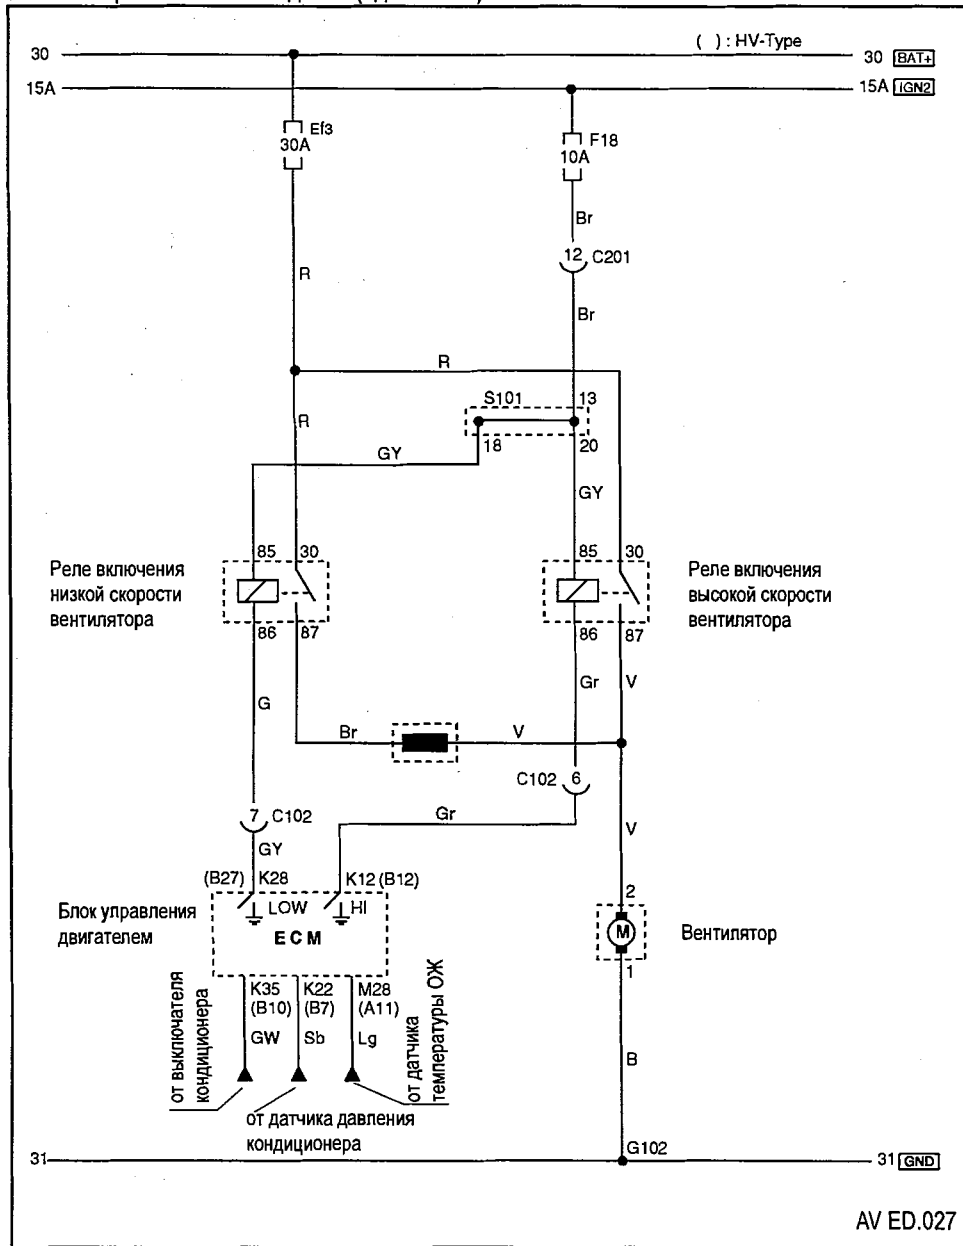 ( ) : HV-Type
30
30 BAT+
15A
15A IGN2
Ef3
30A
F18
10A
Br
12 C201
R
Br
R
S101
13
R
18
20
GY
GY
85 30
85 30
Реле включения
низкой скорости
вентилятора
Реле включения
высокой скорости
вентилятора
86 87
86 87
G
Gr
V
Br
V
C102 6
7 C102
Gr
V
GY
(B27) K28
K12 (B12)
2
Блок управления
двигателем
LOW
HI
ECM
M
Вентилятор
1
K35
(B10)
GW
K22
(B7)
Sb
M28
(A11)
Lg
B
от выключателя
кондиционера
от датчика
температуры ОЖ
от датчика давления
кондиционера
G102
31
31 GND
AV ED.027